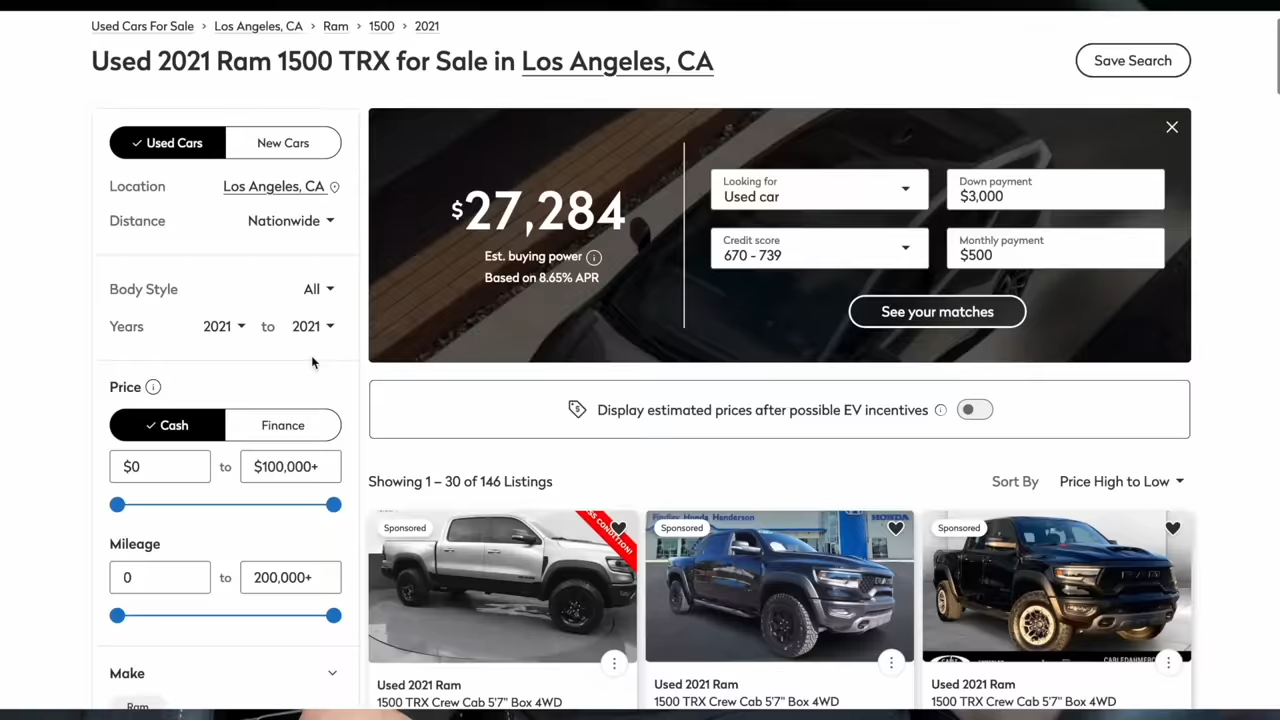 Used Cars For Sale > Los Angeles, CA > Ram > 1500 > 2021
Used 2021 Ram 1500 TRX for Sale in Los Angeles, CA
Save Search
Used Cars
New Cars
Location
Los Angeles, CA
Distance
Nationwide
Body Style
All
Years
2021 to 2021
Price
Cash
Finance
$0 to $100,000+
Mileage
0 to 200,000+
Make
Ram
$27,284
Est. buying power
Based on 8.65% APR
Looking for
Used car
Down payment
$3,000
Credit score
670 - 739
Monthly payment
$500
See your matches
Display estimated prices after possible EV incentives
Showing 1 – 30 of 146 Listings
Sort By
Price High to Low
Sponsored
CONDITION!
Used 2021 Ram
1500 TRX Crew Cab 5'7" Box 4WD
Findlay Honda Henderson
Sponsored
HONDA
Used 2021 Ram
1500 TRX Crew Cab 5'7" Box 4WD
Sponsored
Used 2021 Ram
1500 TRX Crew Cab 5'7" Box 4WD